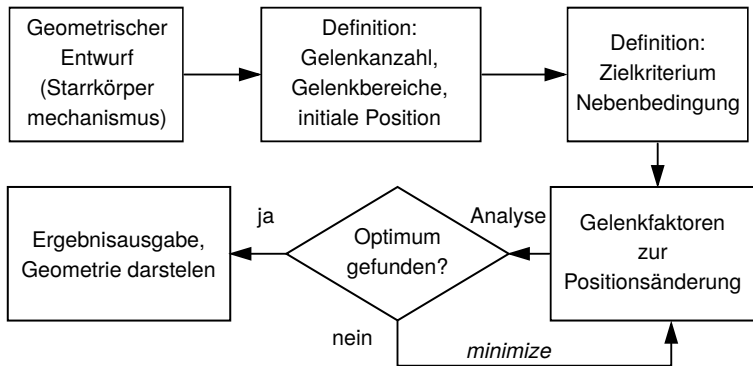 Geometrischer
Entwurf
(Starrkörper
mechanismus)
Definition:
Gelenkanzahl,
Gelenkbereiche,
initiale Position
Definition:
Zielkriterium
Nebenbedingung
Gelenkfaktoren
zur
Positionsänderung
Analyse
Optimum
gefunden?
ja
Ergebnisausgabe,
Geometrie darstelen
nein
minimize